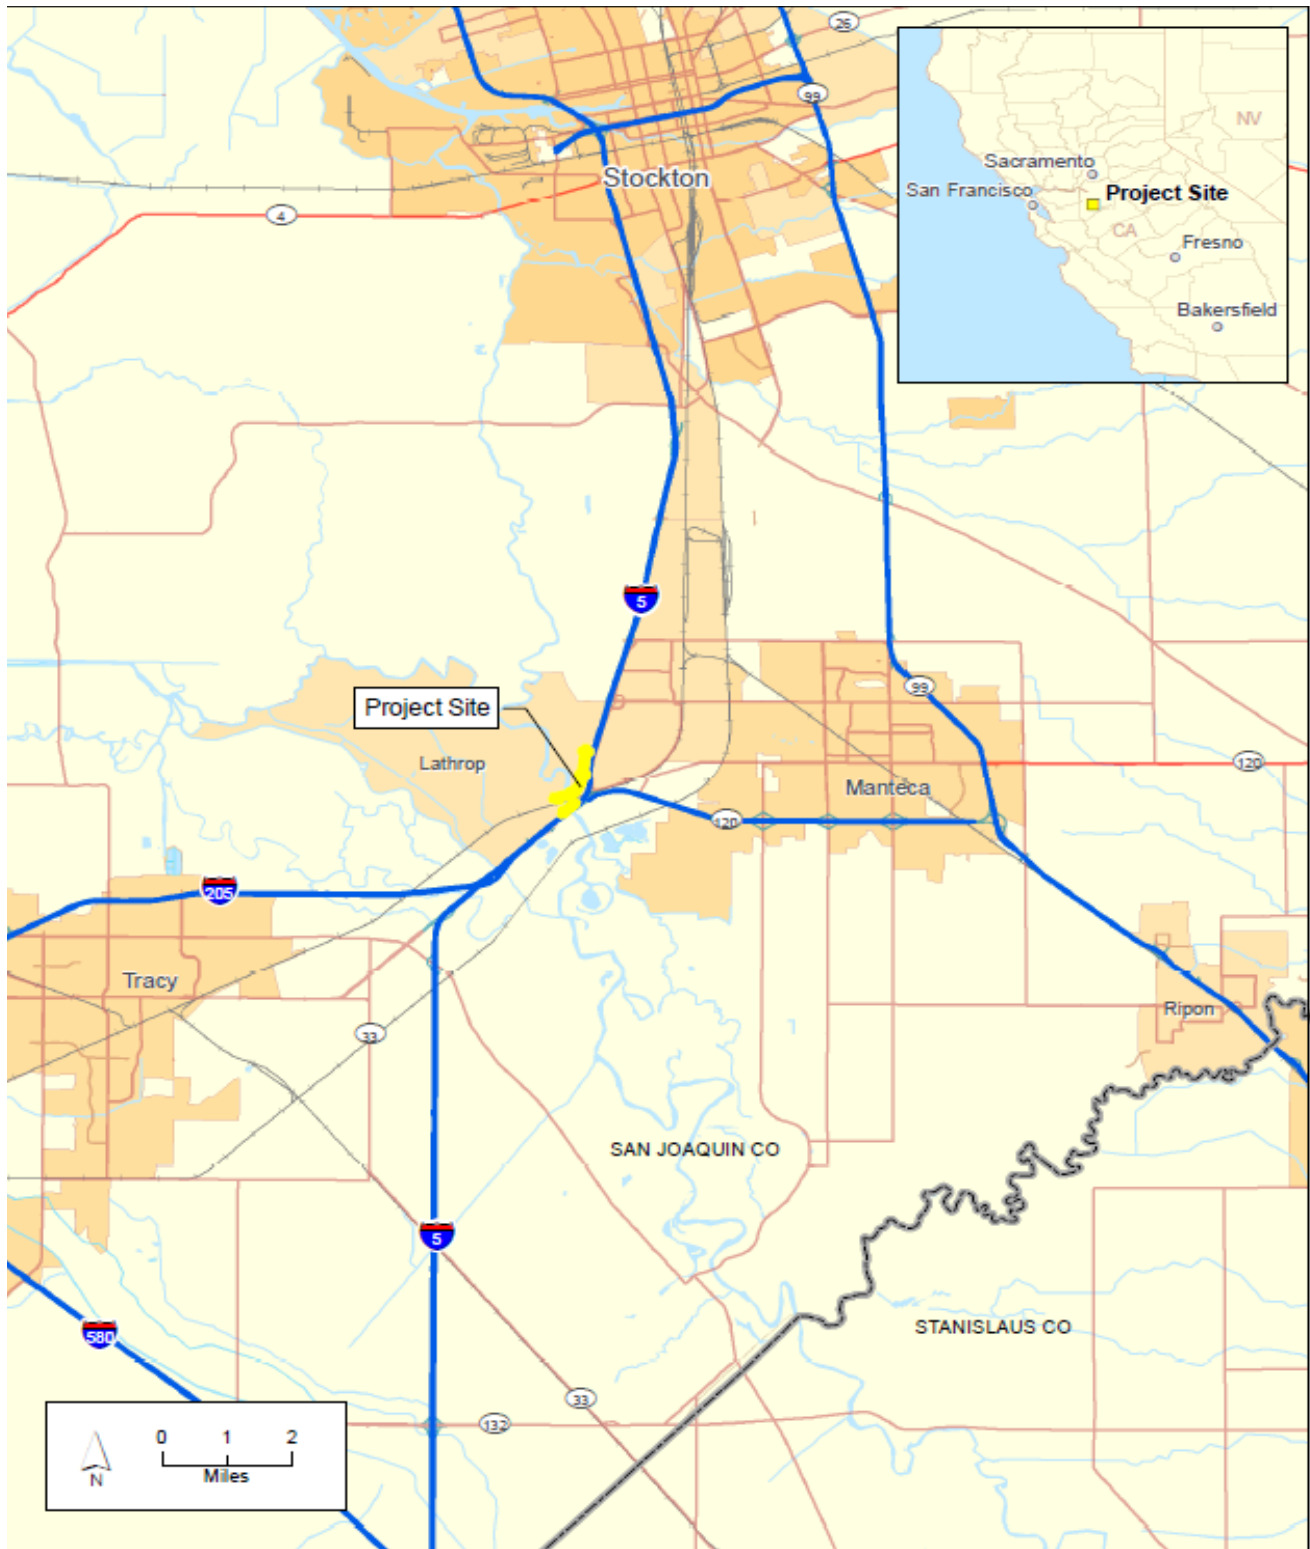 26
99
Stockton
4
NV
Sacramento
San Francisco
Project Site
CA
Fresno
Bakersfield
5
99
Project Site
Lathrop
120
Manteca
120
205
Tracy
Ripon
33
SAN JOAQUIN CO
5
STANISLAUS CO
580
33
132
0 1 2
Miles
N